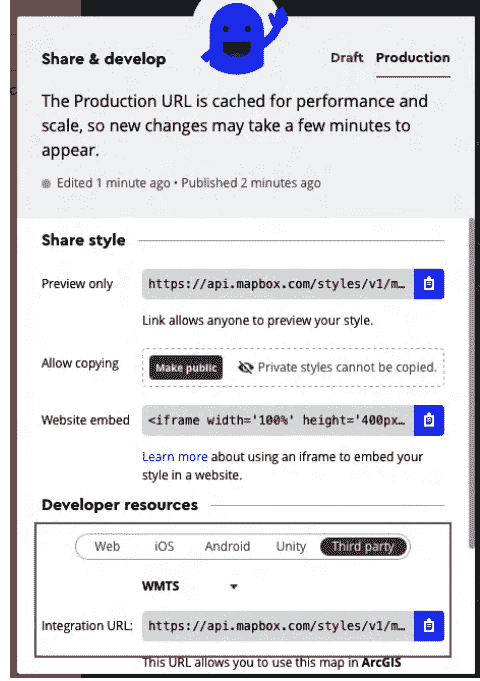 Share & develop
Draft Production
The Production URL is cached for performance and
scale, so new changes may take a few minutes to
appear.
Edited 1 minute ago • Published 2 minutes ago
Share style
Preview only
https://api.mapbox.com/styles/v1/m…
Link allows anyone to preview your style.
Allow copying
Make public
Private styles cannot be copied.
Website embed
<iframe width='100%' height='400px…
Learn more about using an iframe to embed your
style in a website.
Developer resources
Web iOS Android Unity Third party
WMTS
Integration URL:
https://api.mapbox.com/styles/v1/m…
This URL allows you to use this map in ArcGIS